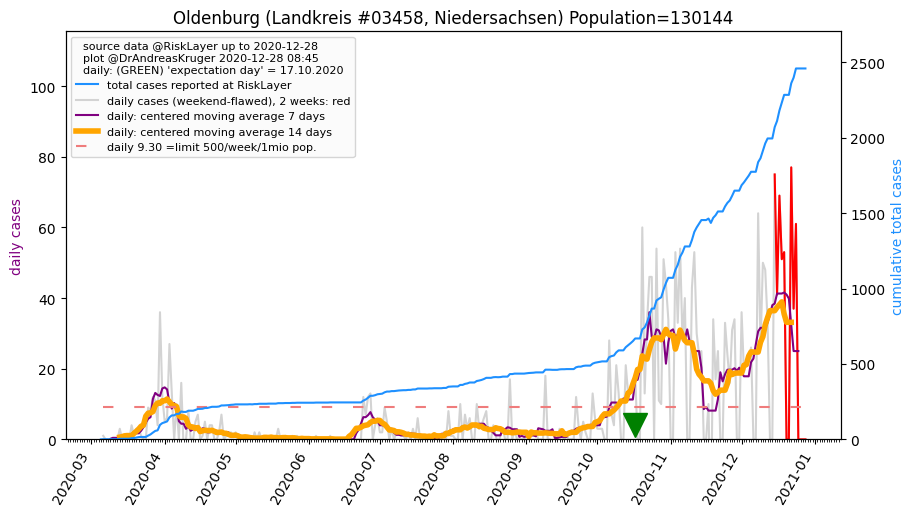 Oldenburg (Landkreis #03458, Niedersachsen) Population=130144
source data @RiskLayer up to 2020-12-28
plot @DrAndreasKruger 2020-12-28 08:45
daily: (GREEN) 'expectation day' = 17.10.2020
total cases reported at RiskLayer
daily cases (weekend-flawed), 2 weeks: red
daily: centered moving average 7 days
daily: centered moving average 14 days
daily 9.30 =limit 500/week/1mio pop.
daily cases
100
80
60
40
20
0
cumulative total cases
2500
2000
1500
1000
500
0
2020-03
2020-04
2020-05
2020-06
2020-07
2020-08
2020-09
2020-10
2020-11
2020-12
2021-01